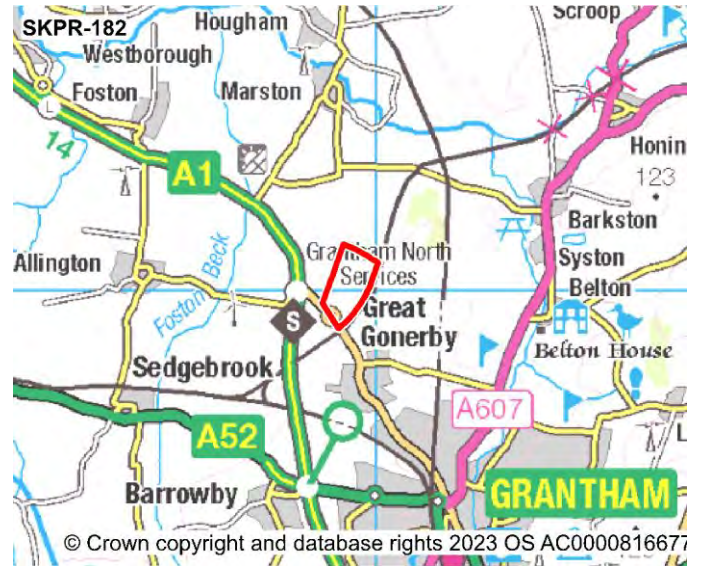 SKPR-182
Hougham
Scroop
Westborough
Foston
Marston
14
A1
Honin
123
Barkston
Grantham North
Services
Syston
Allington
Foston Beck
Belton
S
Great
Gonerby
Belton House
Sedgebrook
A607
A52
L
GRANTHAM
Barrowby
© Crown copyright and database rights 2023 OS AC0000816677